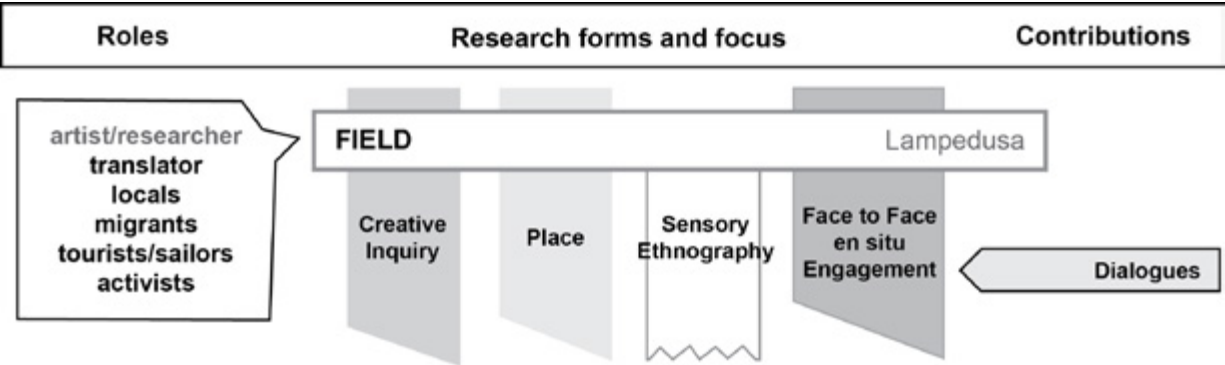 Roles Research forms and focus Contributions
artist/researcher
translator
locals
migrants
tourists/sailors
activists
FIELD Lampedusa
Creative
Inquiry
Place
Sensory
Ethnography
Face to Face
en situ
Engagement
Dialogues